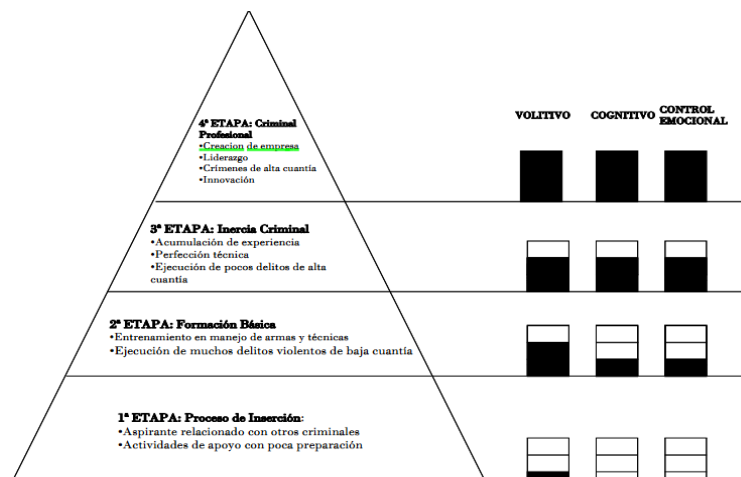 VOLITIVO COGNITIVO CONTROL
EMOCIONAL
4ª ETAPA: Criminal
Profesional
•Creacion de empresa
•Liderazgo
•Crímenes de alta cuantía
•Innovación
3ª ETAPA: Inercia Criminal
•Acumulación de experiencia
•Perfección técnica
•Ejecución de pocos delitos de alta
cuantía
2ª ETAPA: Formación Básica
•Entrenamiento en manejo de armas y técnicas
•Ejecución de muchos delitos violentos de baja cuantía
1ª ETAPA: Proceso de Inserción:
•Aspirante relacionado con otros criminales
•Actividades de apoyo con poca preparación